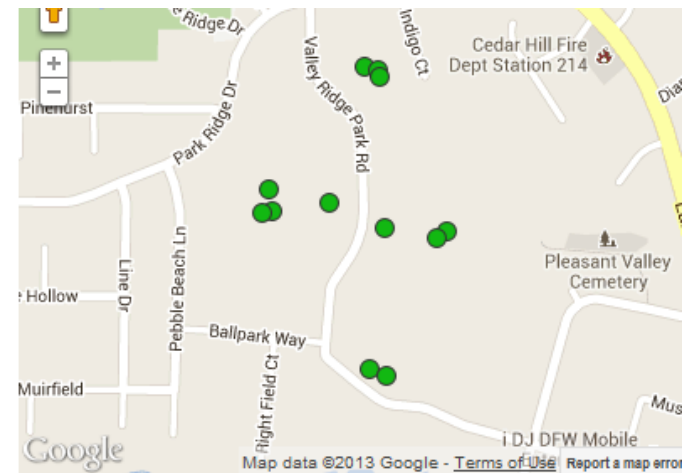 Ridge Dr
Indigo Ct
Cedar Hill Fire
Dept Station 214
Valley Ridge Park Rd
+
−
Pinehurst
Park Ridge Dr
Pleasant Valley
Cemetery
Line Dr
Pebble Beach Ln
Hollow
Ballpark Way
Right Field Ct
Muirfield
i DJ DFW Mobile
Google
Map data ©2013 Google - Terms of Use
Report a map error